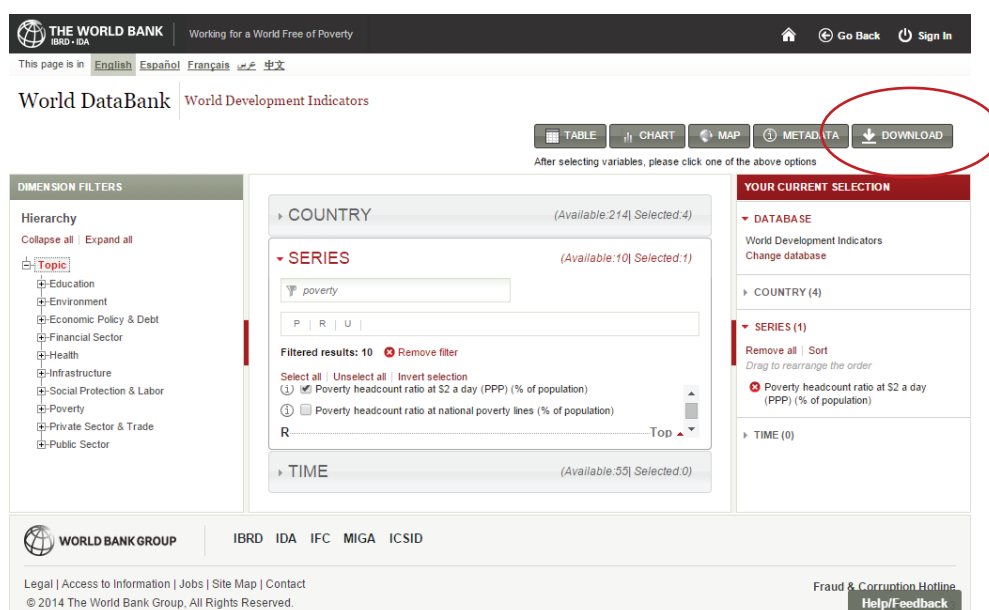 THE WORLD BANK
IBRD • IDA
Working for a World Free of Poverty
Go Back
Sign In
This page is in English Español Français عربي 中文
World DataBank
World Development Indicators
TABLE
CHART
MAP
METADATA
DOWNLOAD
After selecting variables, please click one of the above options
DIMENSION FILTERS
Hierarchy
Collapse all | Expand all
Topic
Education
Environment
Economic Policy & Debt
Financial Sector
Health
Infrastructure
Social Protection & Labor
Poverty
Private Sector & Trade
Public Sector
COUNTRY (Available:214| Selected:4)
SERIES (Available:10| Selected:1)
poverty
P | R | U |
Filtered results: 10 Remove filter
Select all | Unselect all | Invert selection
Poverty headcount ratio at $2 a day (PPP) (% of population)
Poverty headcount ratio at national poverty lines (% of population)
R Top
TIME (Available:55| Selected:0)
YOUR CURRENT SELECTION
DATABASE
World Development Indicators
Change database
COUNTRY (4)
SERIES (1)
Remove all | Sort
Drag to rearrange the order
Poverty headcount ratio at $2 a day
(PPP) (% of population)
TIME (0)
WORLD BANK GROUP
IBRD IDA IFC MIGA ICSID
Legal | Access to Information | Jobs | Site Map | Contact
© 2014 The World Bank Group, All Rights Reserved.
Fraud & Corruption Hotline
Help/Feedback